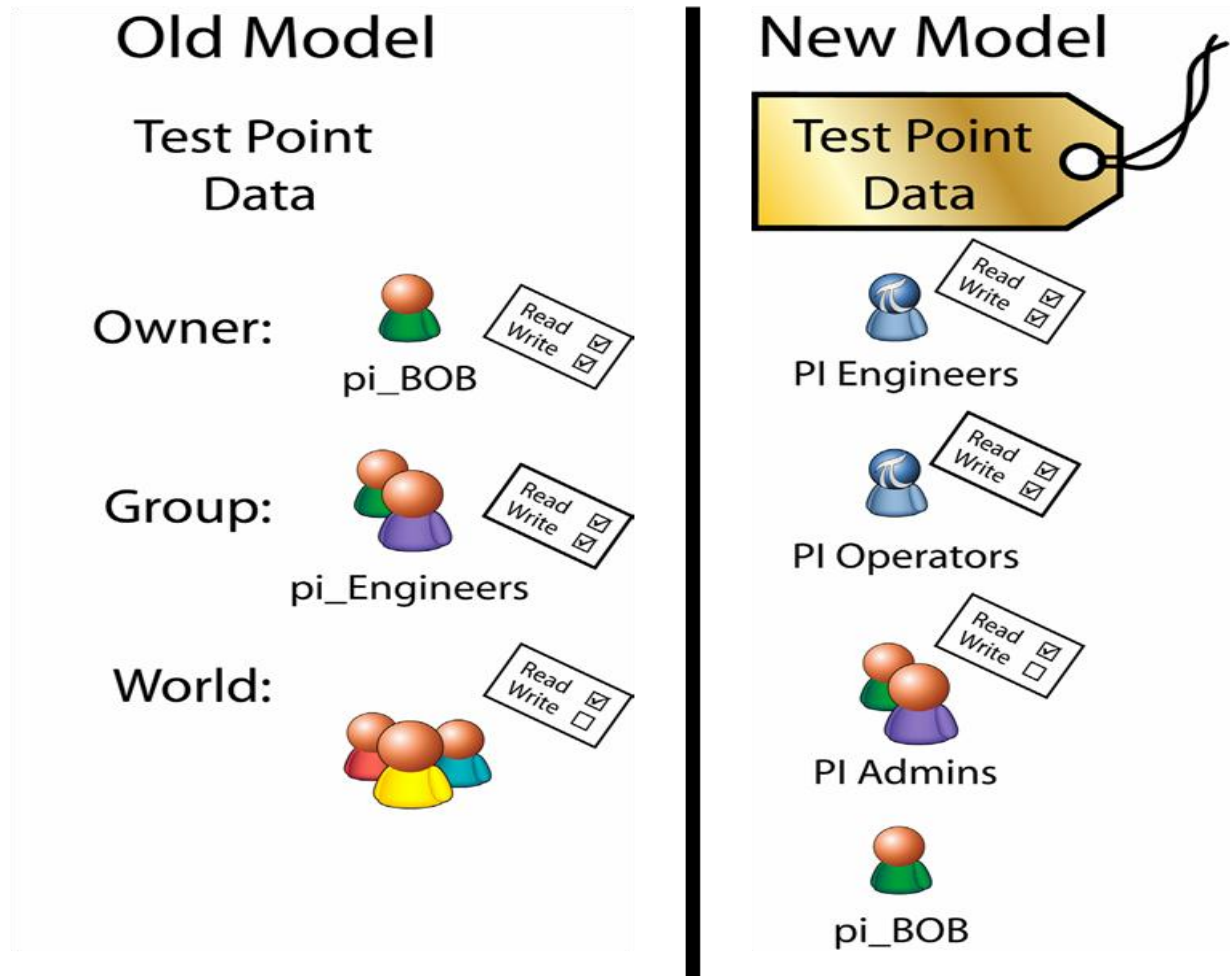 Old Model
Test Point
Data
Owner:
pi_BOB
Read
Write
Group:
pi_Engineers
Read
Write
World:
Read
Write
New Model
Test Point
Data
PI Engineers
Read
Write
PI Operators
Read
Write
PI Admins
Read
Write
pi_BOB